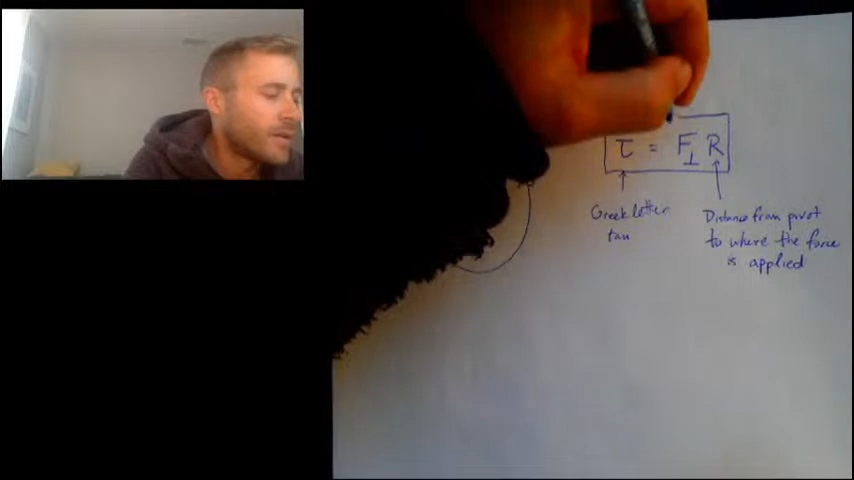 τ = F⊥ R
Greek letter
tau
Distance from pivot
to where the force
is applied